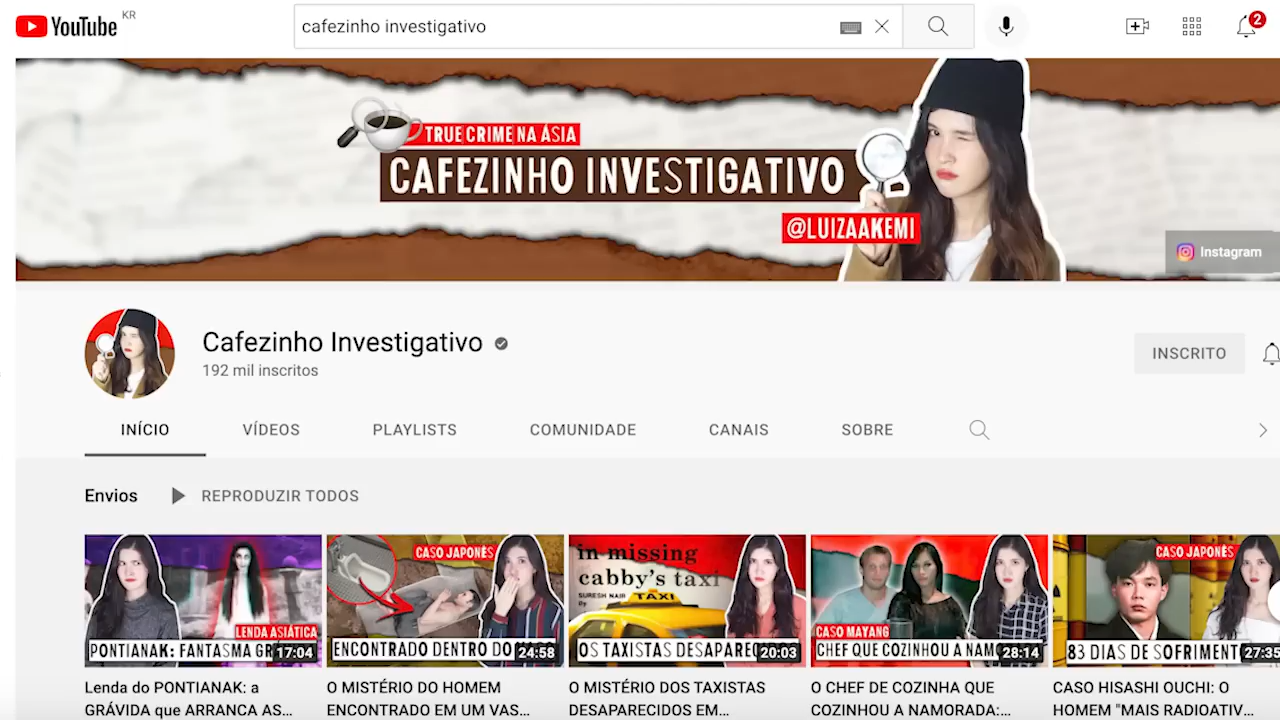 YouTube KR
cafezinho investigativo
2
TRUE CRIME NA ÁSIA
CAFEZINHO INVESTIGATIVO
@LUIZAAKEMI
Instagram
Cafezinho Investigativo
192 mil inscritos
INSCRITO
INÍCIO VÍDEOS PLAYLISTS COMUNIDADE CANAIS SOBRE
Envios REPRODUZIR TODOS
LENDA ASIÁTICA
PONTIANAK: FANTASMA GR
17:04
Lenda do PONTIANAK: a
GRÁVIDA que ARRANCA AS...
CASO JAPONÊS
ENCONTRADO DENTRO DO
24:58
O MISTÉRIO DO HOMEM
ENCONTRADO EM UM VAS...
in missing
cabby's taxi
SURESH NAIR
By
TAXI
OS TAXISTAS DESAPAREC
20:03
O MISTÉRIO DOS TAXISTAS
DESAPARECIDOS EM...
CASO MAYANG
CHEF QUE COZINHOU A NAM
28:14
O CHEF DE COZINHA QUE
COZINHOU A NAMORADA:...
CASO JAPONÊS
83 DIAS DE SOFRIMENT
27:35
CASO HISASHI OUCHI: O
HOMEM "MAIS RADIOATIV...